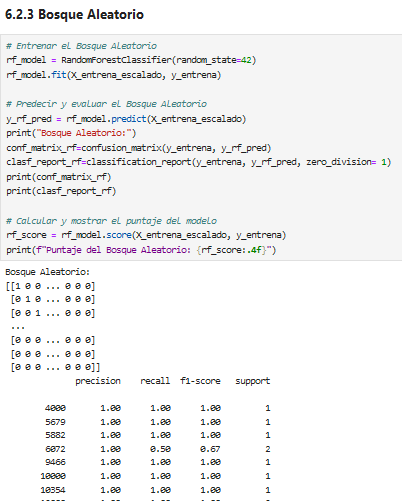 6.2.3 Bosque Aleatorio
# Entrenar el Bosque Aleatorio
rf_model = RandomForestClassifier(random_state=42)
rf_model.fit(X_entrena_escalado, y_entrena)
# Predecir y evaluar el Bosque Aleatorio
y_rf_pred = rf_model.predict(X_entrena_escalado)
print("Bosque Aleatorio:")
conf_matrix_rf=confusion_matrix(y_entrena, y_rf_pred)
clasf_report_rf=classification_report(y_entrena, y_rf_pred, zero_division= 1)
print(conf_matrix_rf)
print(clasf_report_rf)
# Calcular y mostrar el puntaje del modelo
rf_score = rf_model.score(X_entrena_escalado, y_entrena)
print(f"Puntaje del Bosque Aleatorio: {rf_score:.4f}")
Bosque Aleatorio:
[[1 0 0 ... 0 0 0]
[0 1 0 ... 0 0 0]
[0 0 1 ... 0 0 0]
...
[0 0 0 ... 0 0 0]
[0 0 0 ... 0 0 0]
[0 0 0 ... 0 0 0]]
precision recall f1-score support
4000 1.00 1.00 1.00 1
5679 1.00 1.00 1.00 1
5882 1.00 1.00 1.00 1
6072 1.00 0.50 0.67 2
9466 1.00 1.00 1.00 1
10000 1.00 1.00 1.00 1
10354 1.00 1.00 1.00 1